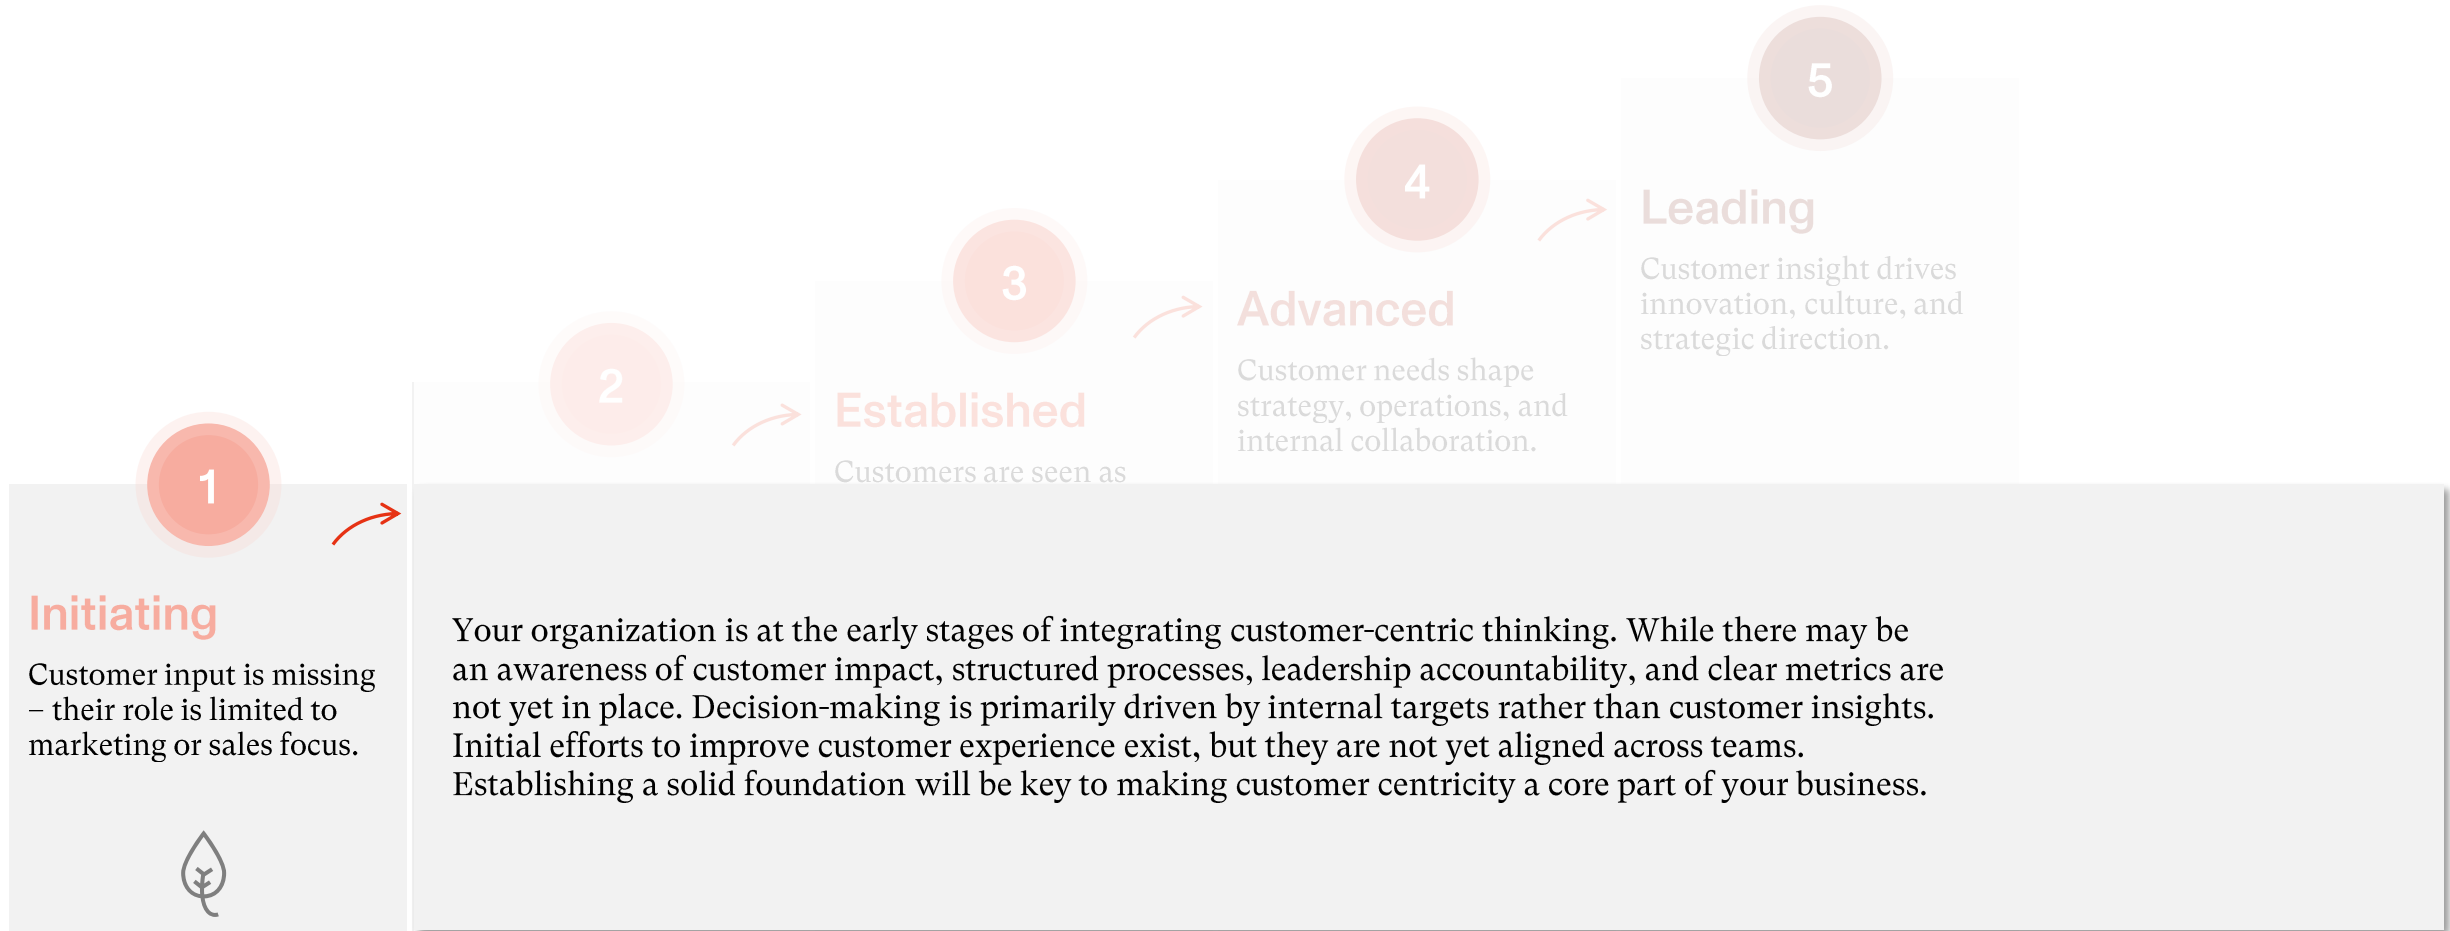 1
Initiating
Customer input is missing
– their role is limited to
marketing or sales focus.
Your organization is at the early stages of integrating customer-centric thinking. While there may be
an awareness of customer impact, structured processes, leadership accountability, and clear metrics are
not yet in place. Decision-making is primarily driven by internal targets rather than customer insights.
Initial efforts to improve customer experience exist, but they are not yet aligned across teams.
Establishing a solid foundation will be key to making customer centricity a core part of your business.
2
3
Established
Customers are seen as
4
Advanced
Customer needs shape
strategy, operations, and
internal collaboration.
5
Leading
Customer insight drives
innovation, culture, and
strategic direction.